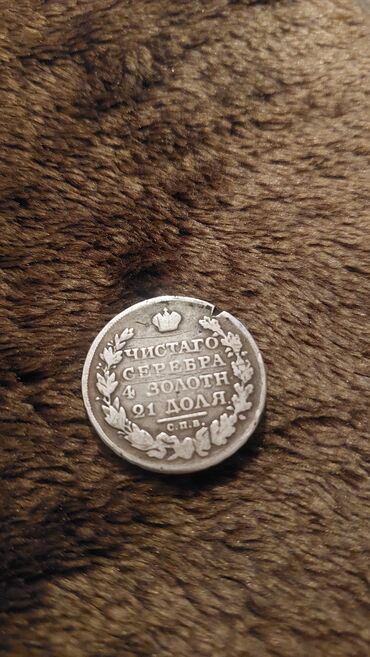 ЧИСТАГО
СЕРЕБРА
4 ЗОЛОТН
21 ДОЛЯ
С.П.Б.